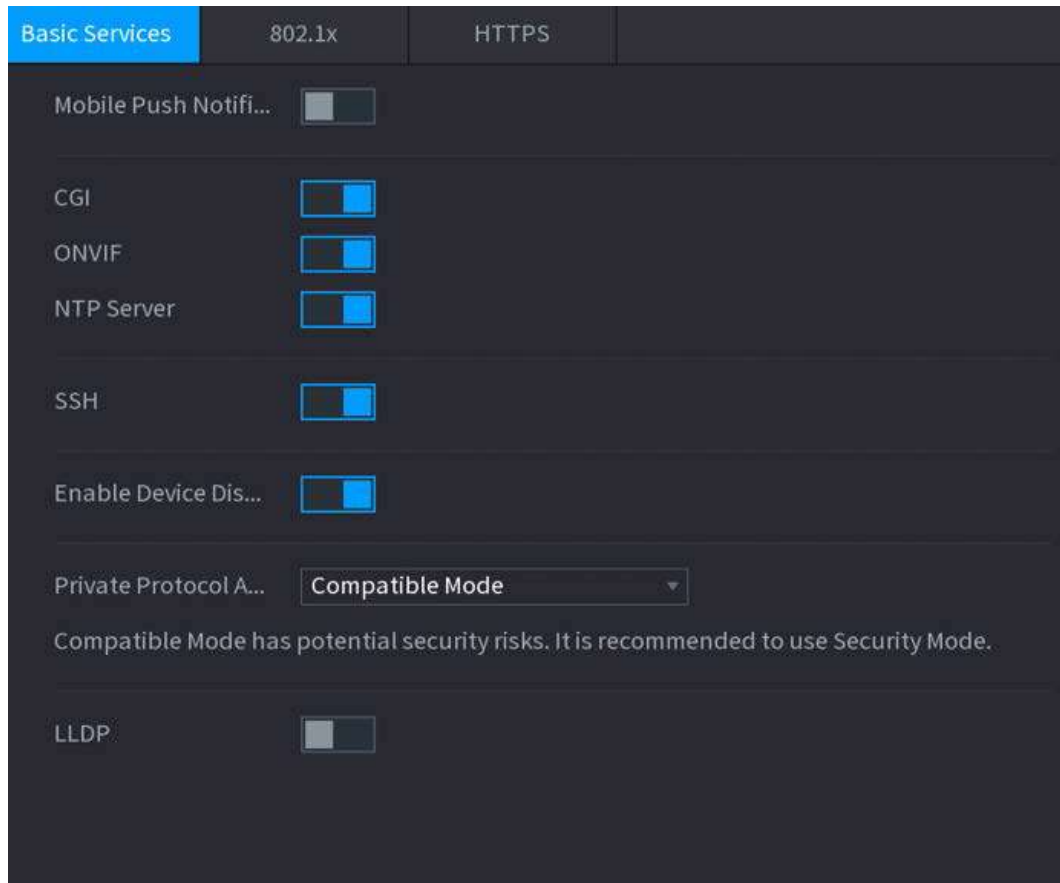 Basic Services 802.1x HTTPS
Mobile Push Notifi...
CGI
ONVIF
NTP Server
SSH
Enable Device Dis...
Private Protocol A... Compatible Mode
Compatible Mode has potential security risks. It is recommended to use Security Mode.
LLDP